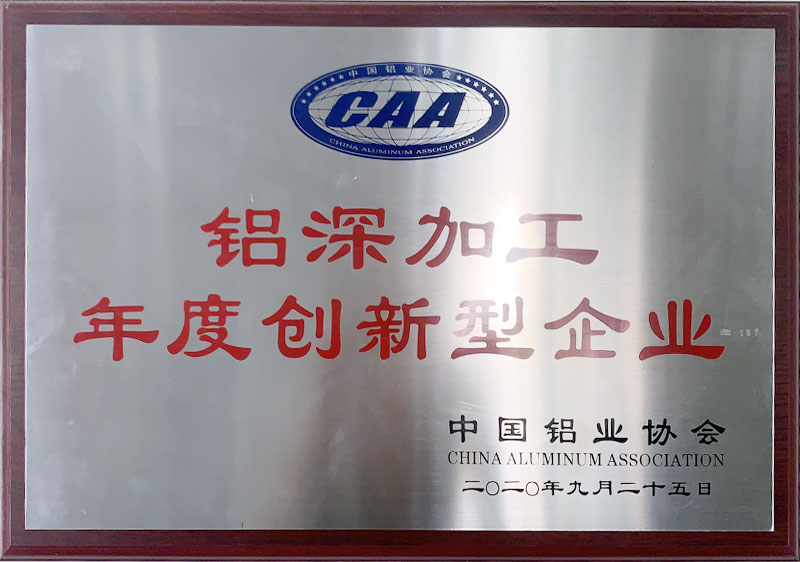 中国铝业协会
CAA
CHINA ALUMINUM ASSOCIATION
铝深加工
年度创新型企业
中国铝业协会
CHINA ALUMINUM ASSOCIATION
二〇二〇年九月二十五日